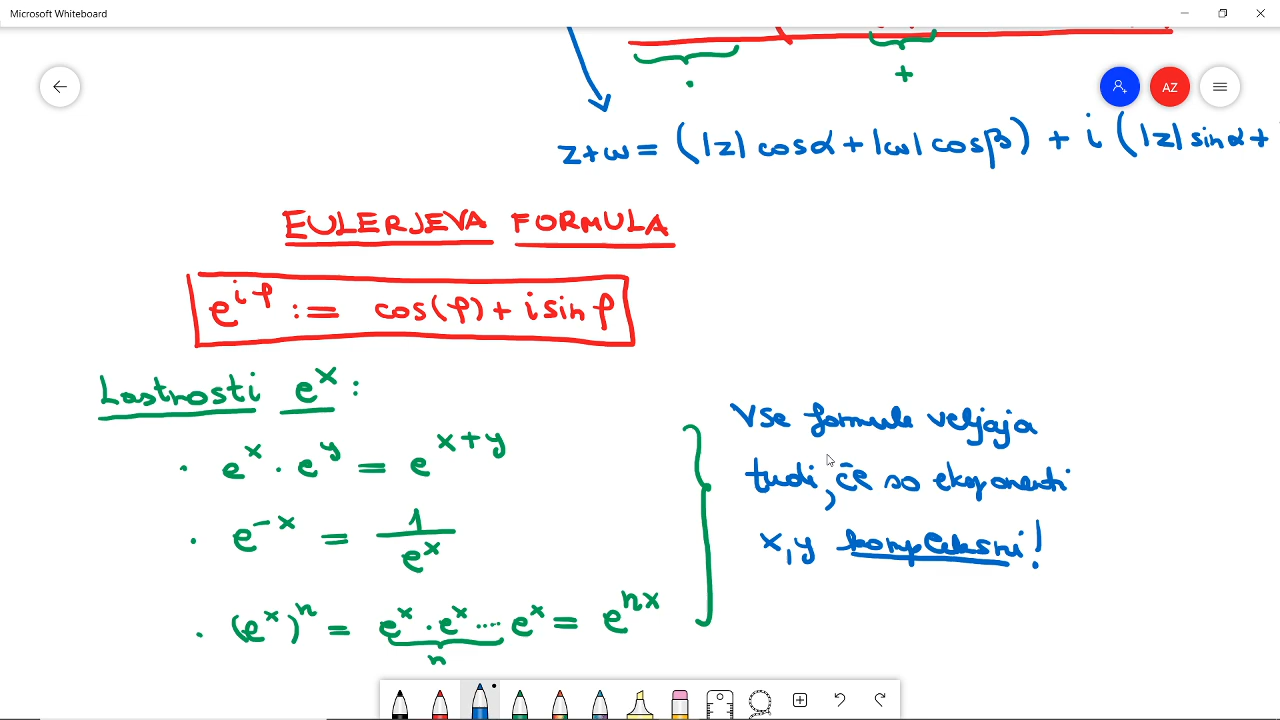 Microsoft Whiteboard
· +
AZ
z+w = (|z| cosα + |w| cosβ) + i (|z| sinα +
EULERJEVA FORMULA
e^{iφ} := cos(φ) + i sin φ
Lastnosti e^x :
· e^x · e^y = e^{x+y}
· e^{-x} = 1/e^x
· (e^x)^n = e^x · e^x ···· e^x = e^{nx}
n
Vse formule veljajo
tudi, če so eksponenti
x, y kompleksni!